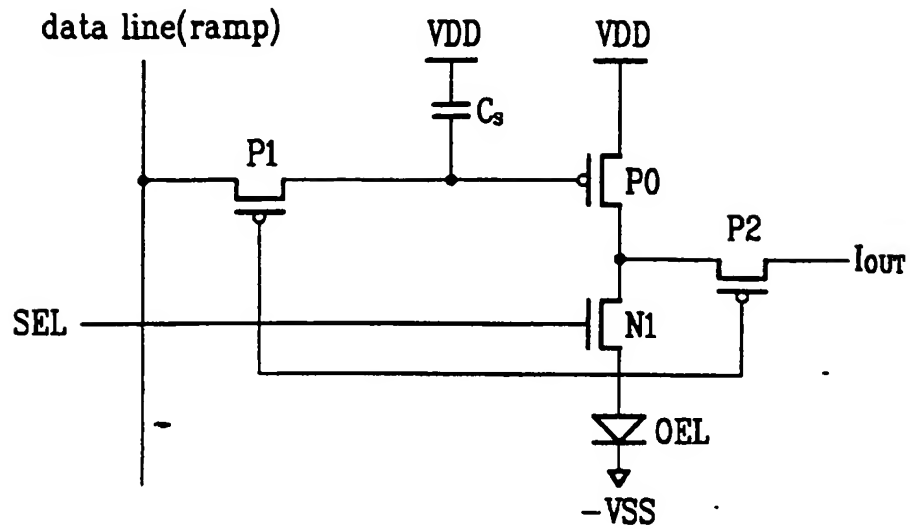 data line(ramp)
VDD
VDD
Cs
P1
P0
P2
IOUT
SEL
N1
OEL
-VSS